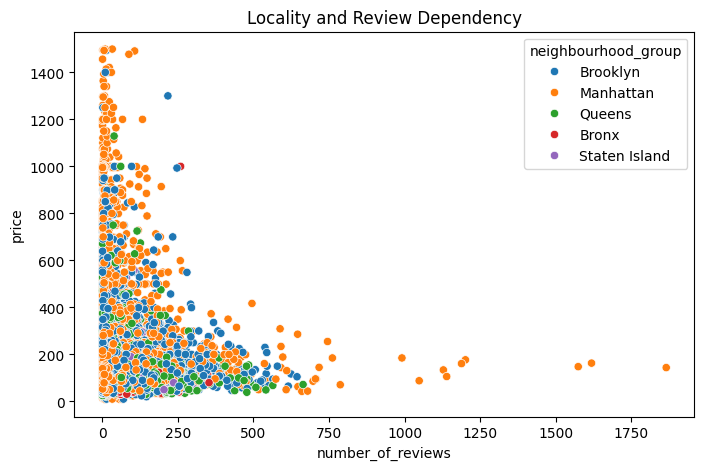 Locality and Review Dependency
neighbourhood_group
Brooklyn
Manhattan
Queens
Bronx
Staten Island
price
1400
1200
1000
800
600
400
200
0
0
250
500
750
1000
1250
1500
1750
number_of_reviews